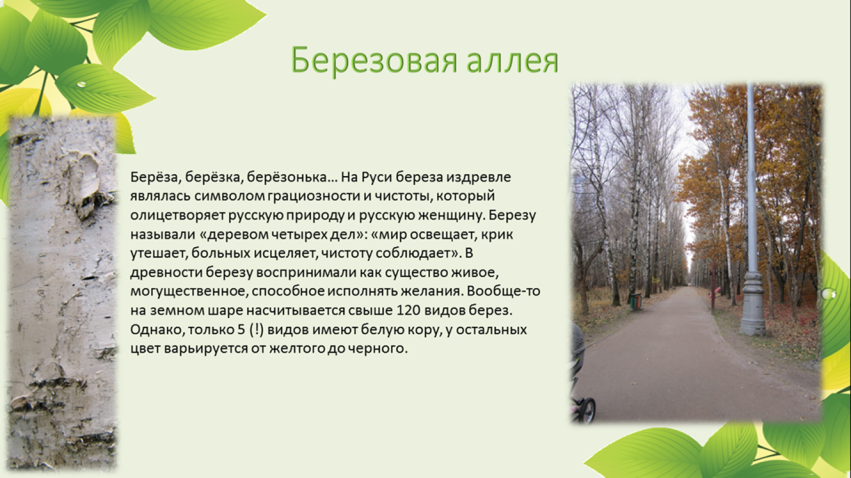 Березовая аллея
Берёза, берёзка, берёзонька... На Руси береза издревле
являлась символом грациозности и чистоты, который
олицетворяет русскую природу и русскую женщину. Березу
называли «деревом четырех дел»: «мир освещает, крик
утешает, больных исцеляет, чистоту соблюдает». В
древности березу воспринимали как существо живое,
могущественное, способное исполнять желания. Вообще-то
на земном шаре насчитывается свыше 120 видов берез.
Однако, только 5 (!) видов имеют белую кору, у остальных
цвет варьируется от желтого до черного.